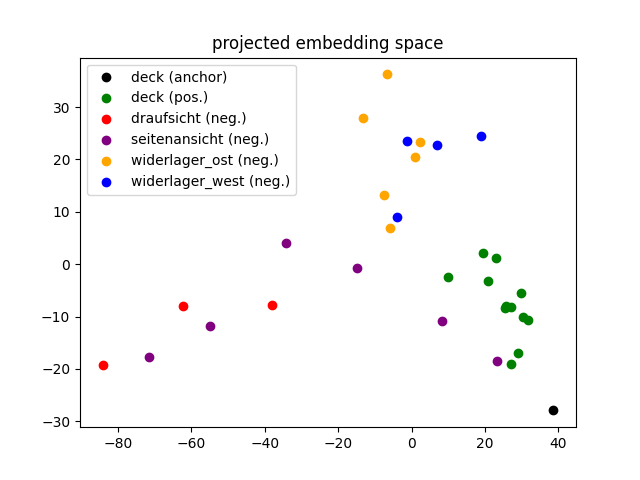 projected embedding space
deck (anchor)
deck (pos.)
draufsicht (neg.)
seitenansicht (neg.)
widerlager_ost (neg.)
widerlager_west (neg.)
30
20
10
0
−10
−20
−30
−80 −60 −40 −20 0 20 40